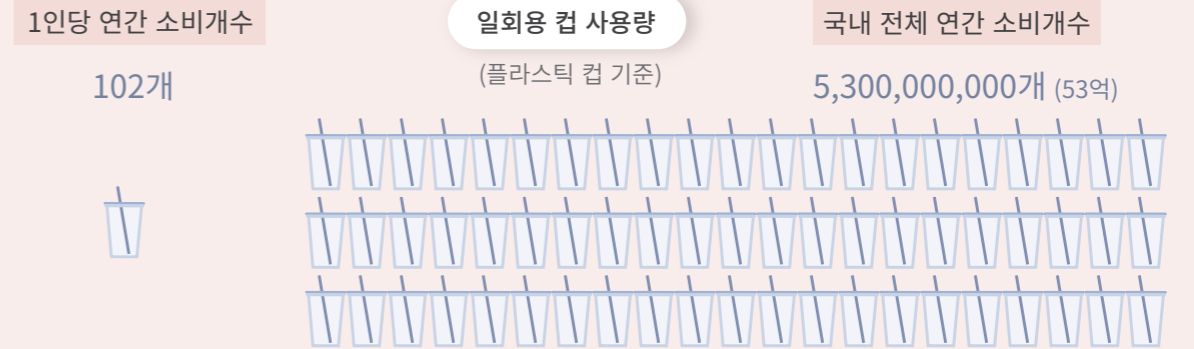 1인당 연간 소비개수
102개
일회용 컵 사용량
(플라스틱 컵 기준)
국내 전체 연간 소비개수
5,300,000,000개 (53억)